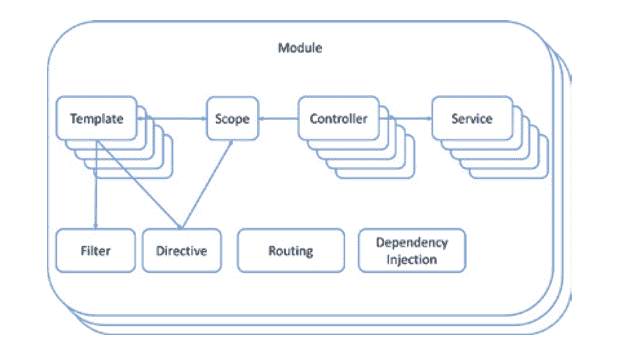 Module
Template
Scope
Controller
Service
Filter
Directive
Routing
Dependency
Injection